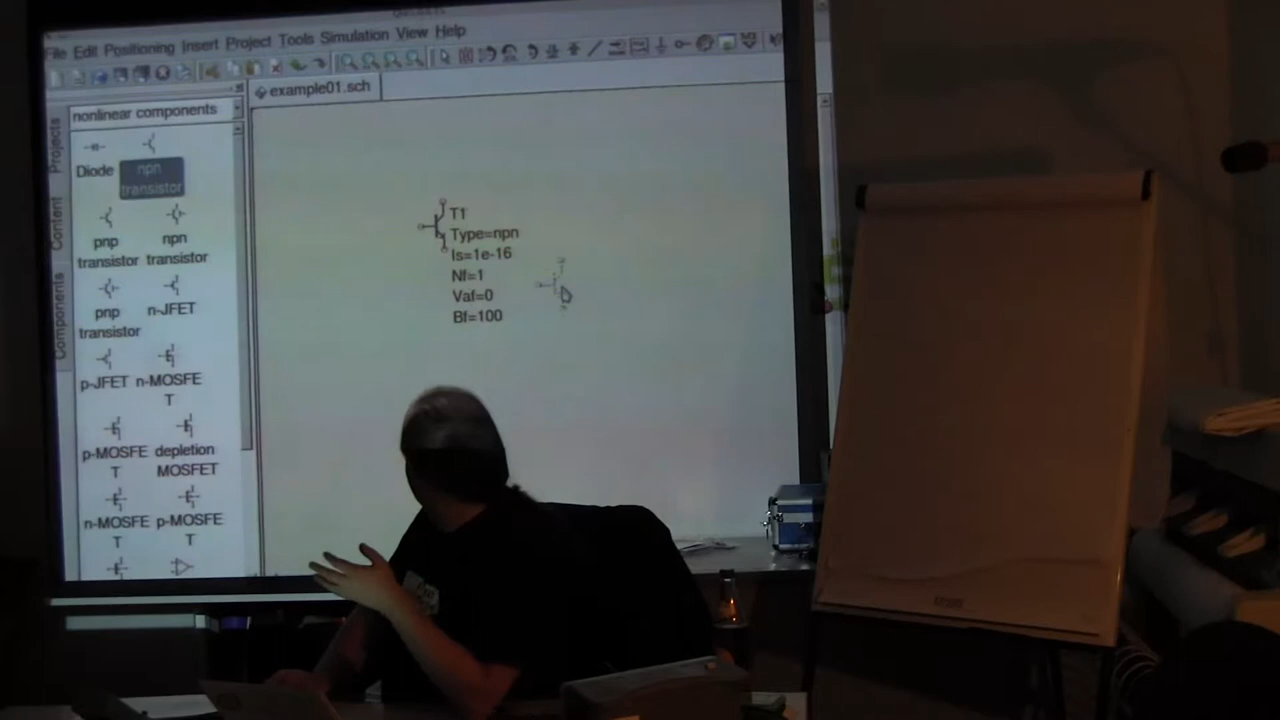 File Edit Positioning Insert Project Tools Simulation View Help
example01.sch
Projects
Content
Components
nonlinear components
Diode
npn
transistor
pnp
transistor
npn
transistor
pnp
transistor
n-JFET
p-JFET
n-MOSFE
T
p-MOSFE
T
depletion
MOSFET
n-MOSFE
T
p-MOSFE
T
T1
Type=npn
Is=1e-16
Nf=1
Vaf=0
Bf=100